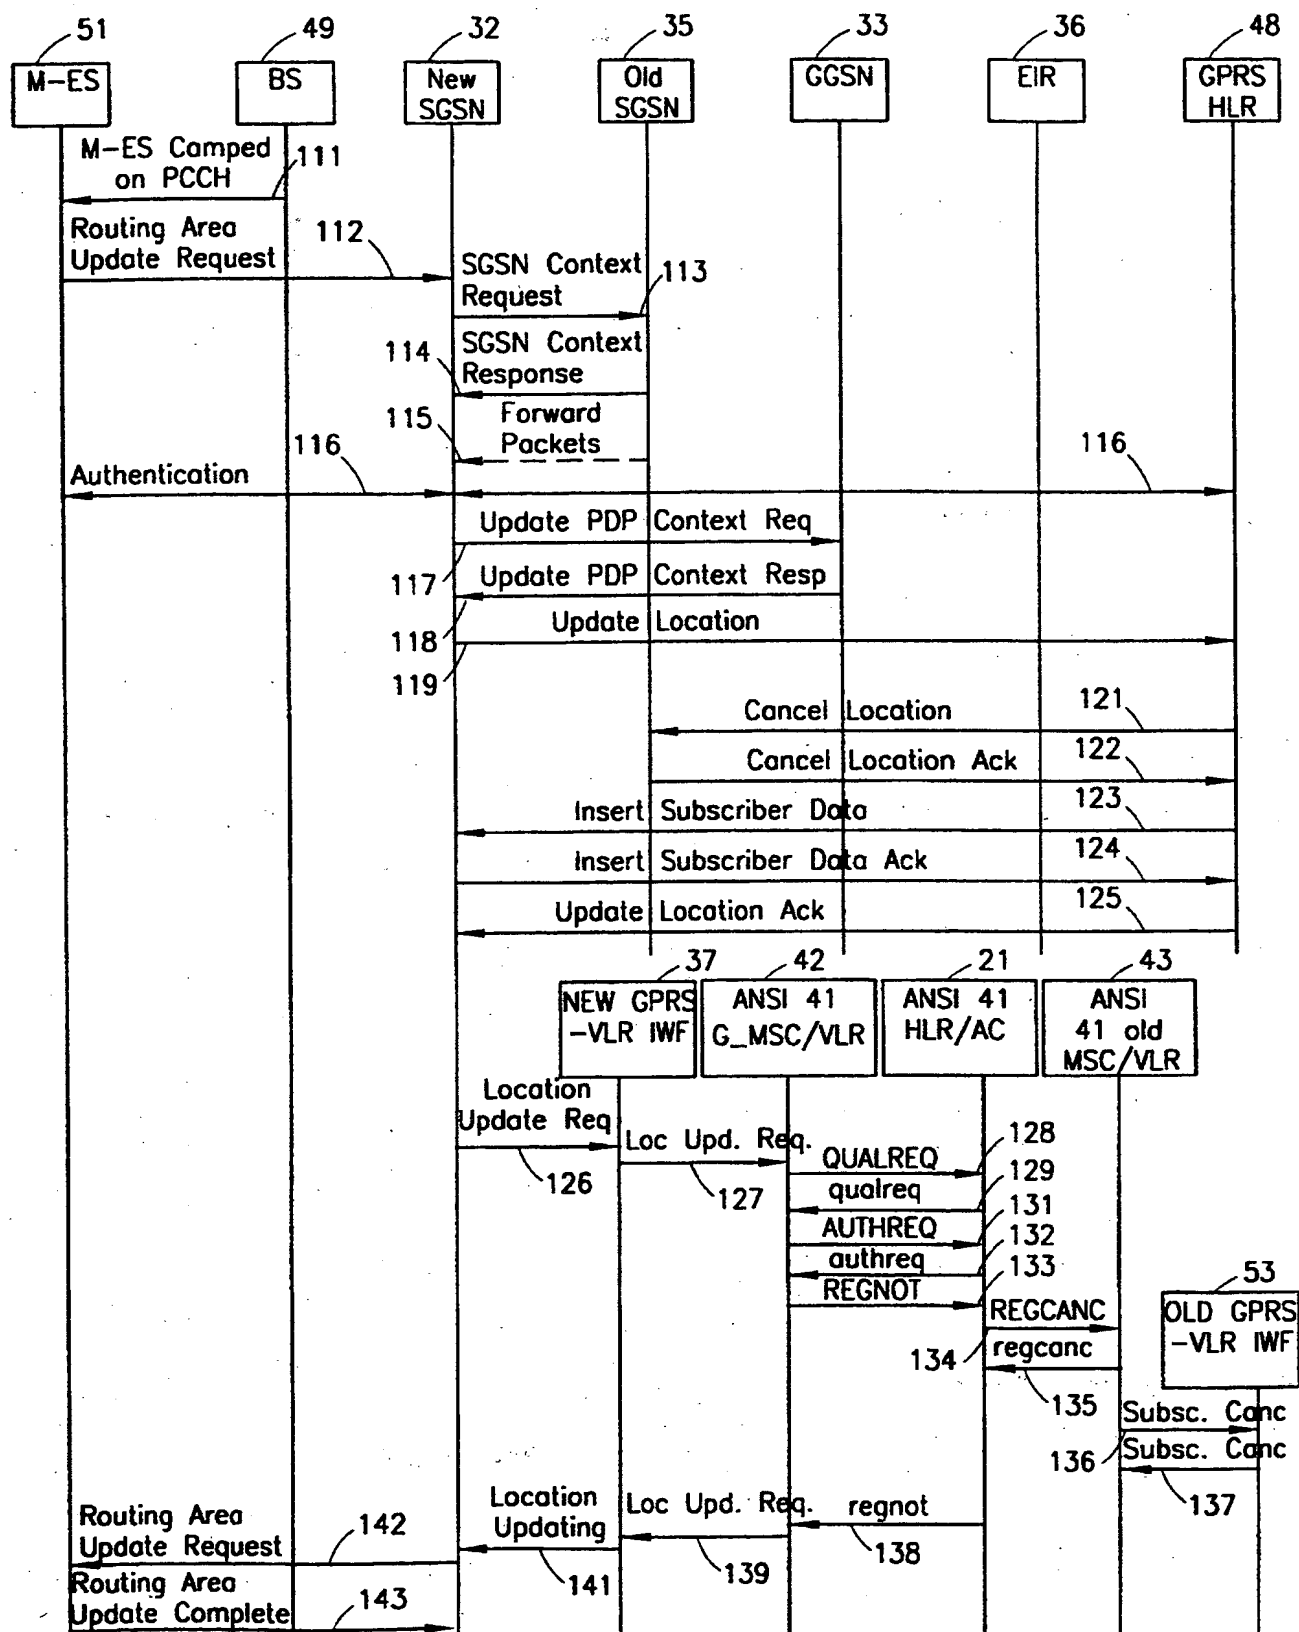 51
49
32
35
33
36
48
M-ES
BS
New
SGSN
Old
SGSN
GGSN
EIR
GPRS
HLR
M-ES Camped
on PCCH
111
Routing Area
Update Request
112
SGSN Context
Request
113
SGSN Context
Response
114
Forward
Packets
115
Authentication
116
116
Update PDP Context Req
117
Update PDP Context Resp
118
Update Location
119
Cancel Location
121
Cancel Location Ack
122
Insert Subscriber Data
123
Insert Subscriber Data Ack
124
Update Location Ack
125
37
42
21
43
NEW GPRS
-VLR IWF
ANSI 41
G_MSC/VLR
ANSI 41
HLR/AC
ANSI
41 old
MSC/VLR
Location
Update Req
126
Loc Upd. Req.
127
QUALREQ
128
qualreq
129
AUTHREQ
131
authreq
132
REGNOT
133
53
OLD GPRS
-VLR IWF
REGCANC
134
regcanc
135
Subsc. Canc
136
Subsc. Canc
137
regnot
138
Loc Upd. Req.
139
Location
Updating
141
Routing Area
Update Request
142
Routing Area
Update Complete
143